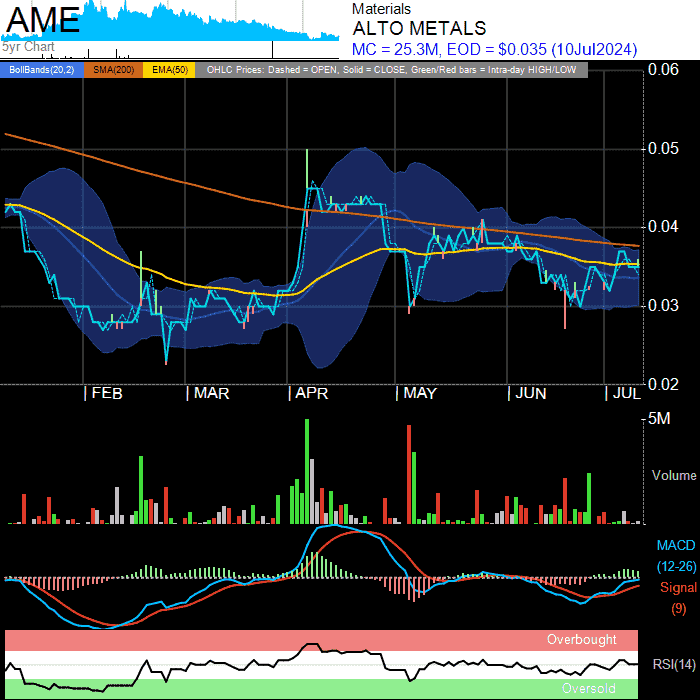 AME
5yr Chart
Materials
ALTO METALS
MC = 25.3M, EOD = $0.035 (10Jul2024)
BollBands(20,2) SMA(200) EMA(50) OHLC Prices: Dashed = OPEN, Solid = CLOSE, Green/Red bars = Intra-day HIGH/LOW
0.06
0.05
0.04
0.03
0.02
| FEB | MAR | APR | MAY | JUN | JUL
5M
Volume
MACD
(12-26)
Signal
(9)
Overbought
RSI(14)
Oversold